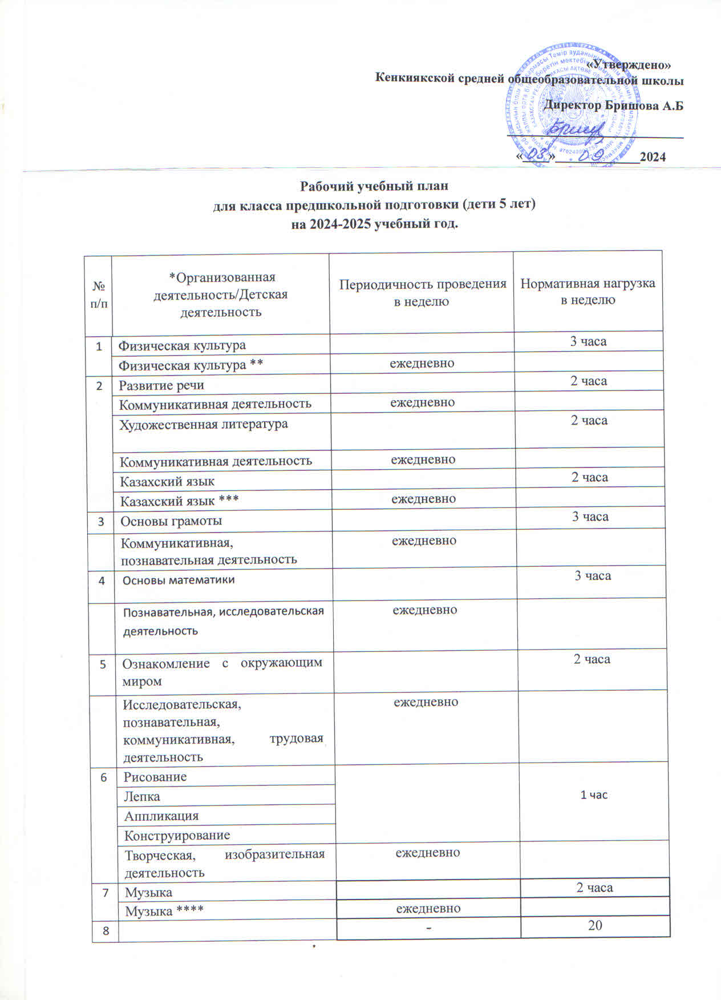 «Утверждено»
Кенкиякской средней общеобразовательной школы
Директор Бришова А.Б
«03» 09 2024
Рабочий учебный план
для класса предшкольной подготовки (дети 5 лет)
на 2024-2025 учебный год.
№ п/п
*Организованная
деятельность/Детская
деятельность
Периодичность проведения
в неделю
Нормативная нагрузка
в неделю
1 Физическая культура 3 часа
Физическая культура ** ежедневно
2 Развитие речи 2 часа
Коммуникативная деятельность ежедневно
Художественная литература 2 часа
Коммуникативная деятельность ежедневно
Казахский язык 2 часа
Казахский язык *** ежедневно
3 Основы грамоты 3 часа
Коммуникативная, ежедневно
познавательная деятельность
4 Основы математики 3 часа
Познавательная, исследовательская ежедневно
деятельность
5 Ознакомление с окружающим 2 часа
миром
Исследовательская, ежедневно
познавательная,
коммуникативная, трудовая
деятельность
6 Рисование
Лепка 1 час
Аппликация
Конструирование
Творческая, изобразительная ежедневно
деятельность
7 Музыка 2 часа
Музыка **** ежедневно
8 - 20
*